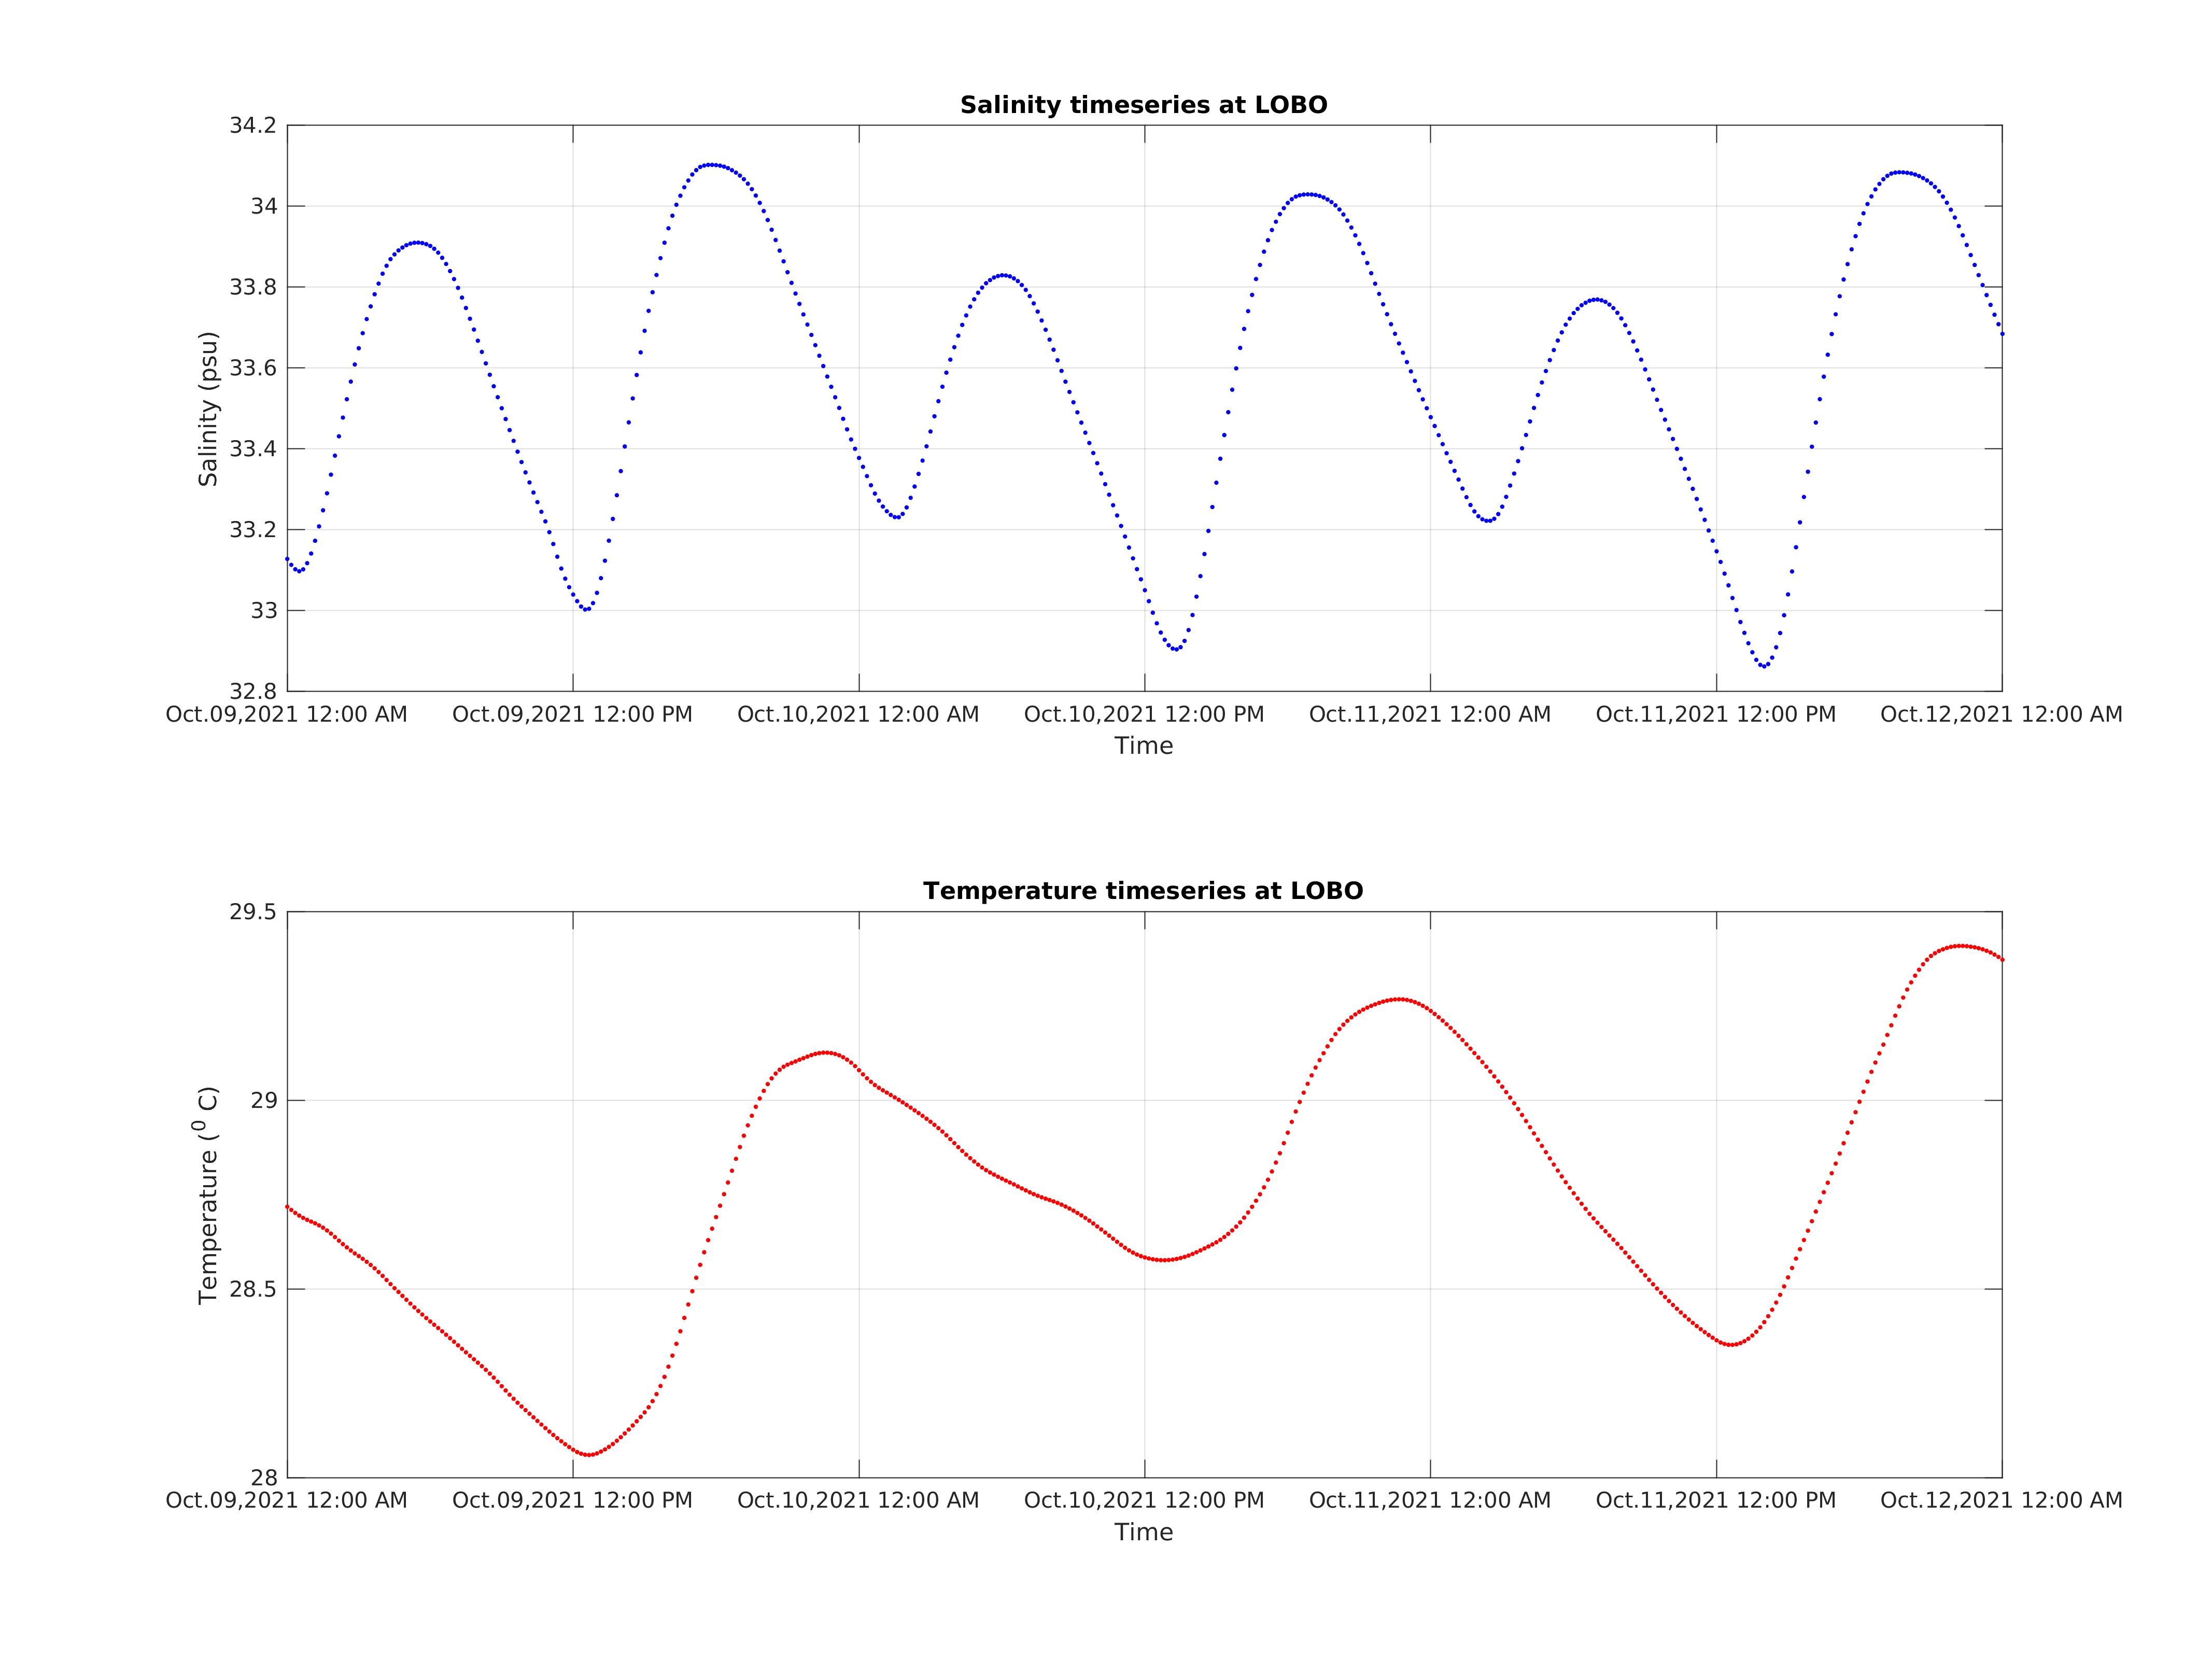 Salinity timeseries at LOBO
34.2
34
33.8
33.6
33.4
33.2
33
32.8
Salinity (psu)
Oct.09,2021 12:00 AM Oct.09,2021 12:00 PM Oct.10,2021 12:00 AM Oct.10,2021 12:00 PM Oct.11,2021 12:00 AM Oct.11,2021 12:00 PM Oct.12,2021 12:00 AM
Time
Temperature timeseries at LOBO
29.5
29
28.5
28
Temperature (⁰ C)
Oct.09,2021 12:00 AM Oct.09,2021 12:00 PM Oct.10,2021 12:00 AM Oct.10,2021 12:00 PM Oct.11,2021 12:00 AM Oct.11,2021 12:00 PM Oct.12,2021 12:00 AM
Time